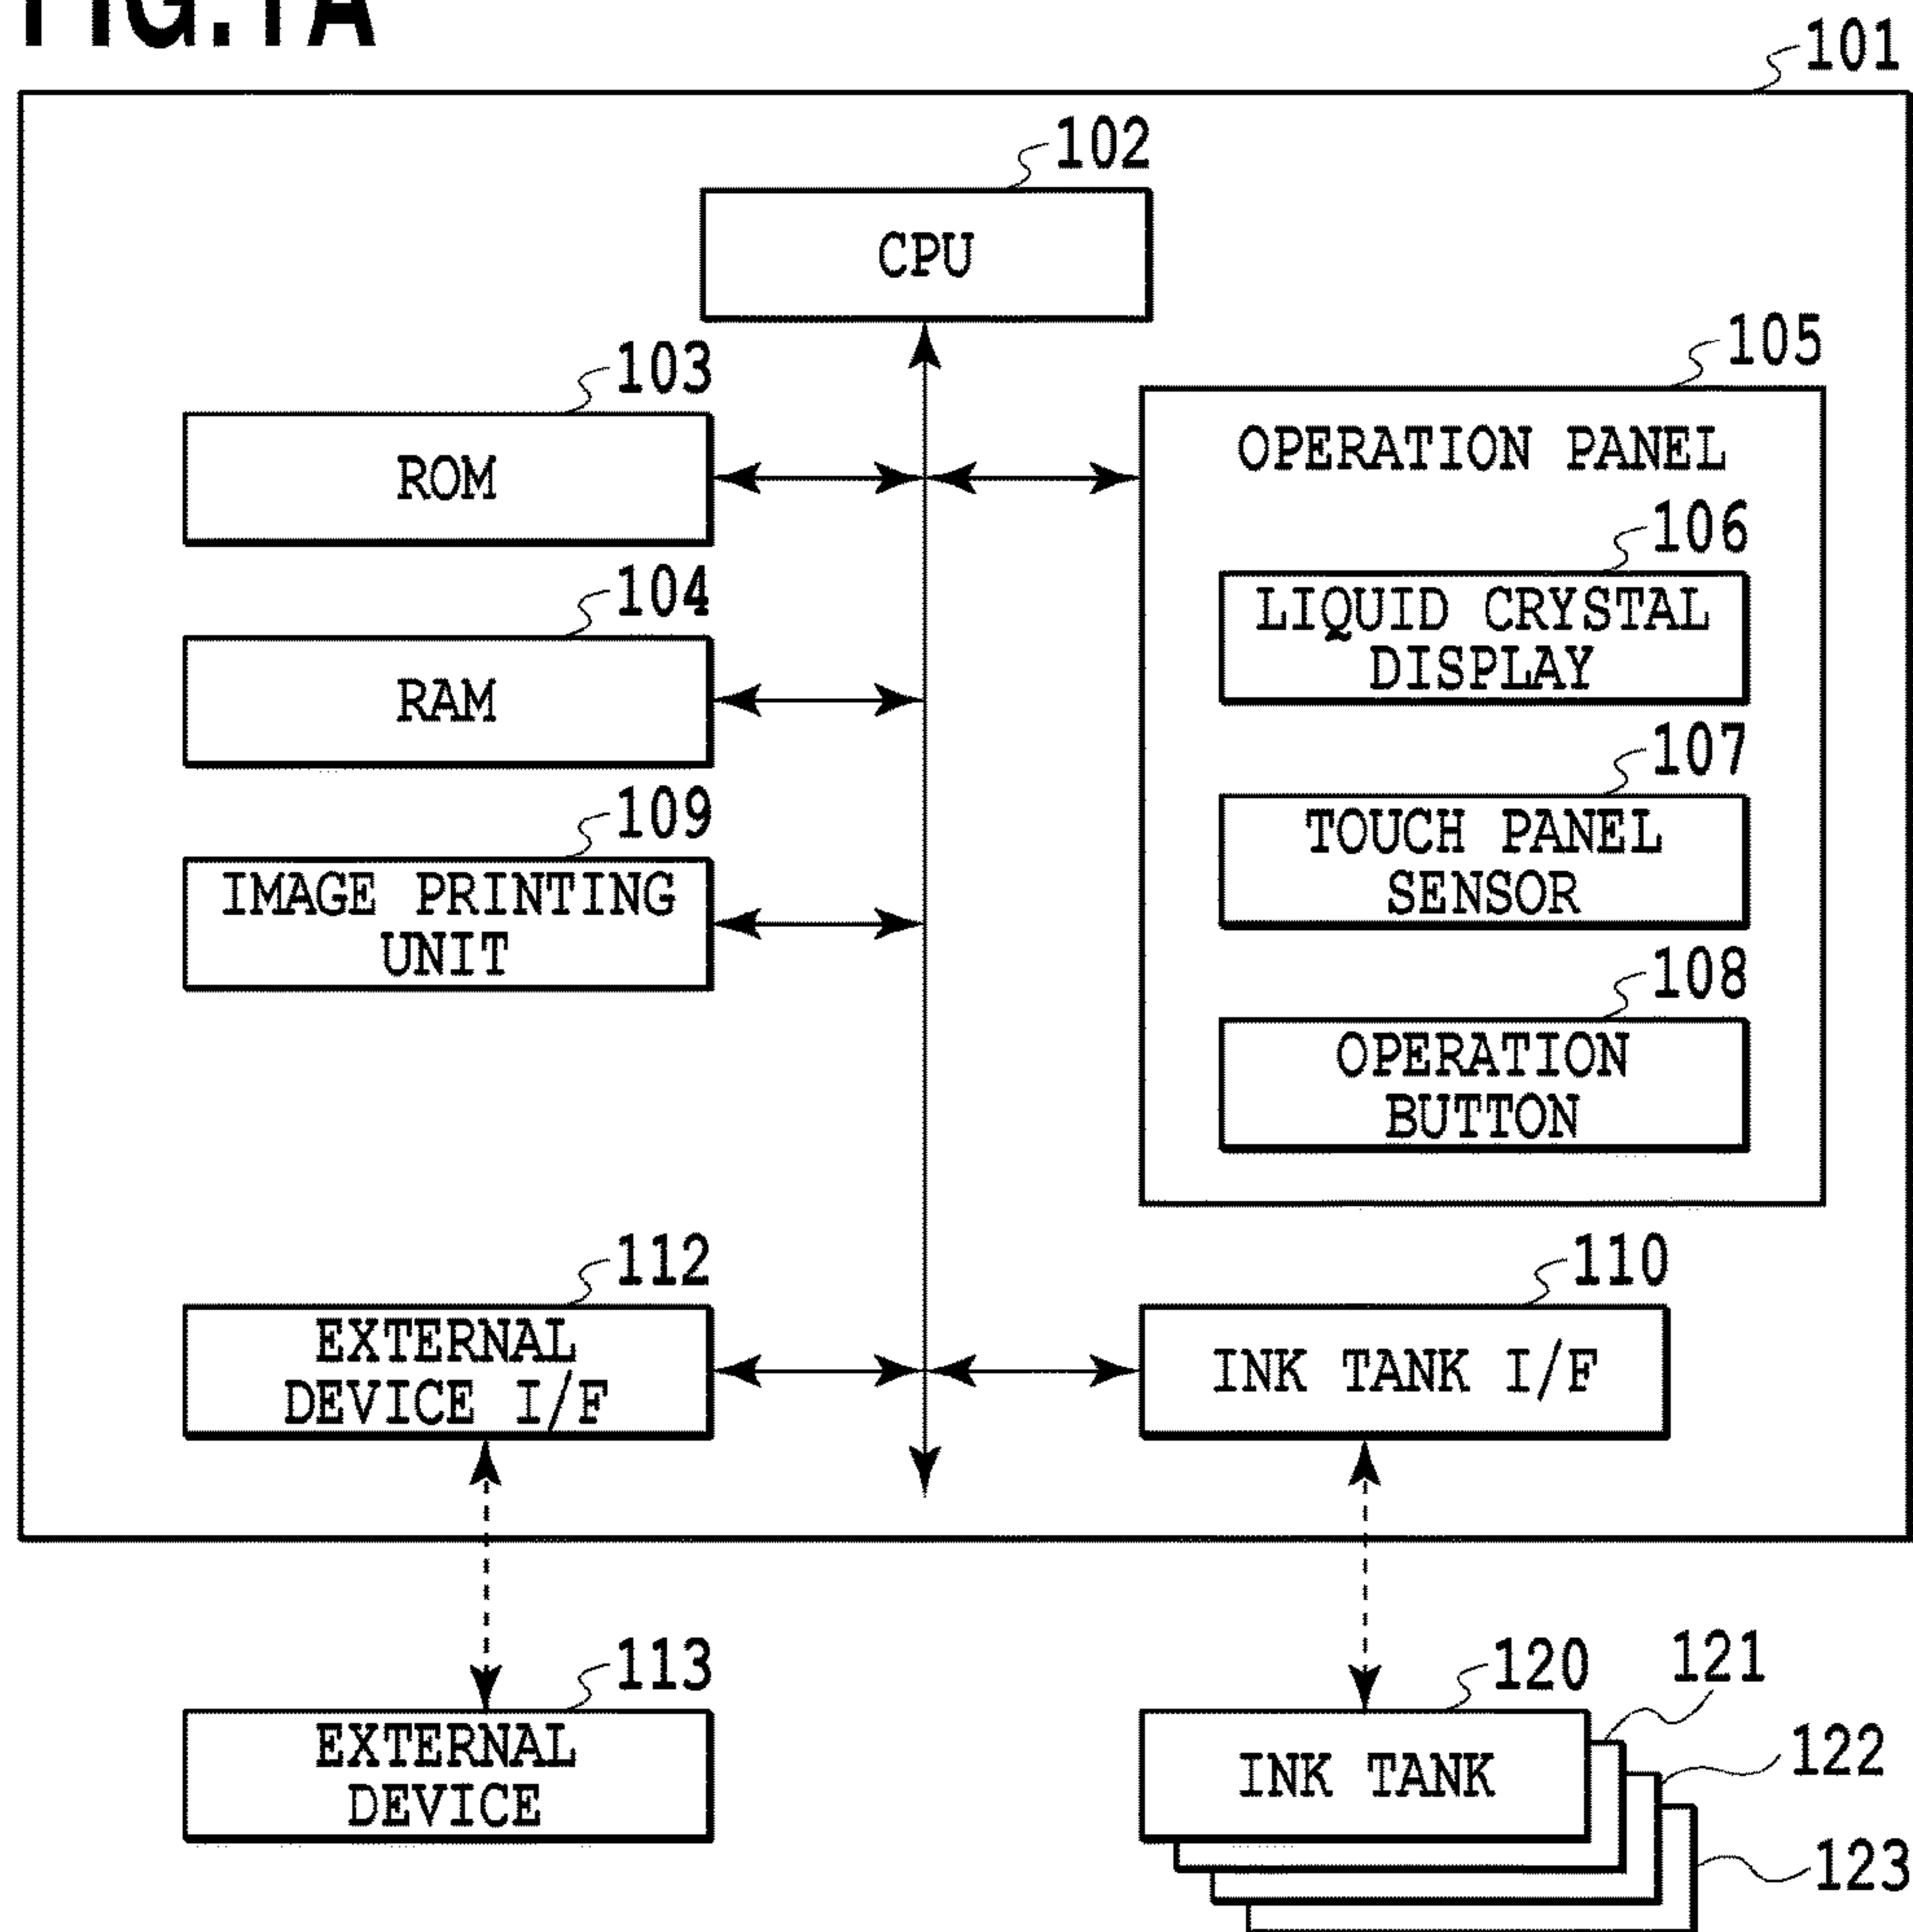 FIG.1A
101
102
CPU
103
ROM
105
OPERATION PANEL
106
LIQUID CRYSTAL
DISPLAY
104
RAM
107
TOUCH PANEL
SENSOR
109
IMAGE PRINTING
UNIT
108
OPERATION
BUTTON
112
EXTERNAL
DEVICE I/F
110
INK TANK I/F
113
EXTERNAL
DEVICE
120
INK TANK
121
122
123